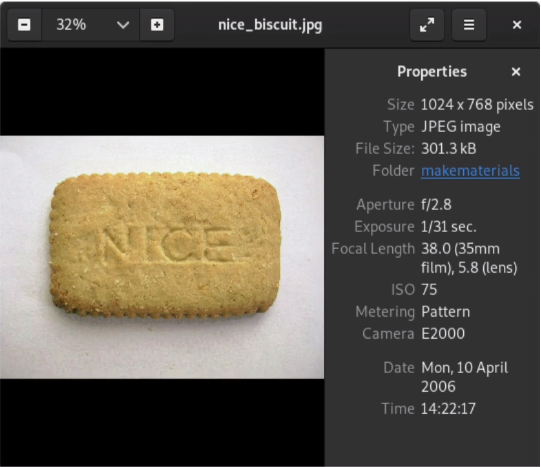 32%
nice_biscuit.jpg
Properties
Size 1024 x 768 pixels
Type JPEG image
File Size: 301.3 kB
Folder makematerials
Aperture f/2.8
Exposure 1/31 sec.
Focal Length 38.0 (35mm
film), 5.8 (lens)
ISO 75
Metering Pattern
Camera E2000
Date Mon, 10 April
2006
Time 14:22:17
NICE